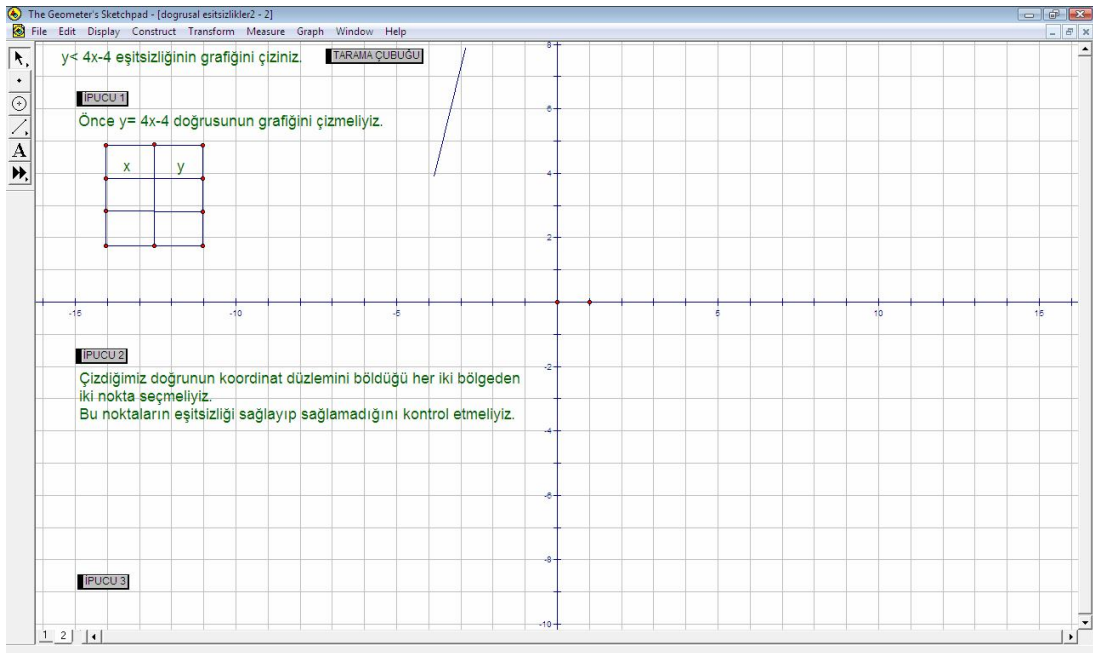 The Geometer's Sketchpad - [dogrusal esitsizlikler2 - 2]
File Edit Display Construct Transform Measure Graph Window Help
y< 4x-4 eşitsizliğinin grafiğini çiziniz.
TARAMA ÇUBUĞU
İPUCU 1
Önce y= 4x-4 doğrusunun grafiğini çizmeliyiz.
x y
A
8
6
4
2
-15 -10 -5 5 10 15
İPUCU 2
Çizdiğimiz doğrunun koordinat düzlemini böldüğü her iki bölgeden
iki nokta seçmeliyiz.
Bu noktaların eşitsizliği sağlayıp sağlamadığını kontrol etmeliyiz.
-2
-4
-6
-8
-10
İPUCU 3
1 2